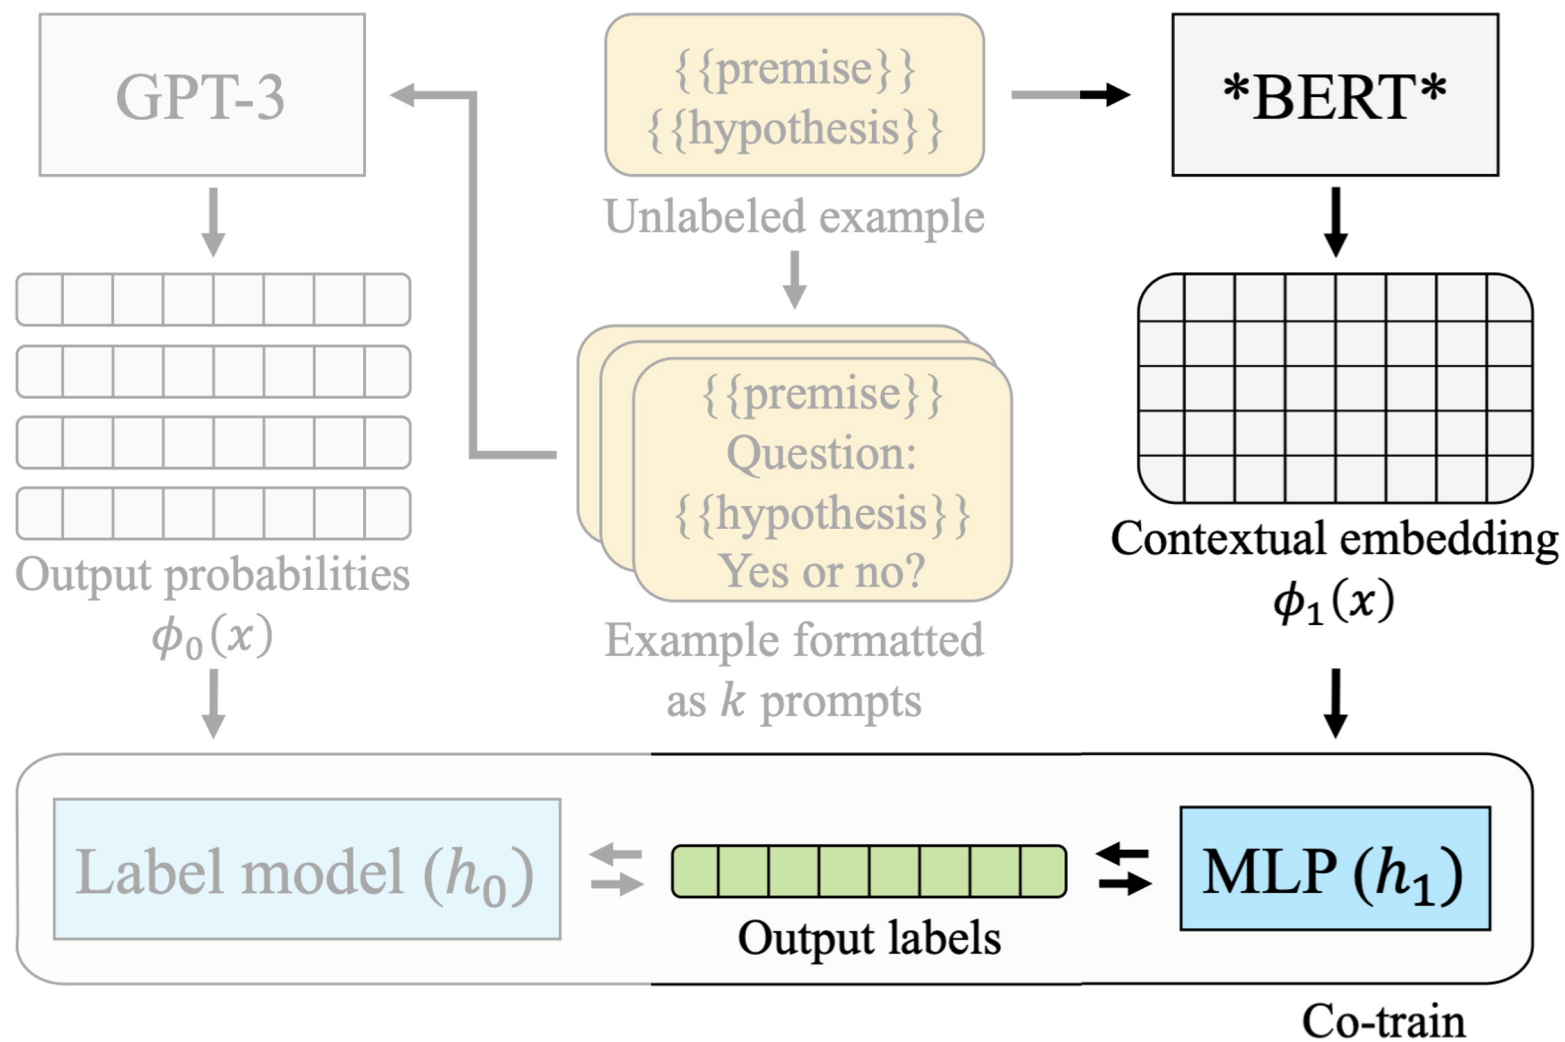 GPT-3
{{premise}}
{{hypothesis}}
*BERT*
Unlabeled example
{{premise}}
Question:
{{hypothesis}}
Yes or no?
Output probabilities
ϕ₀(x)
Example formatted
as k prompts
Contextual embedding
ϕ₁(x)
Label model (h₀)
Output labels
MLP (h₁)
Co-train